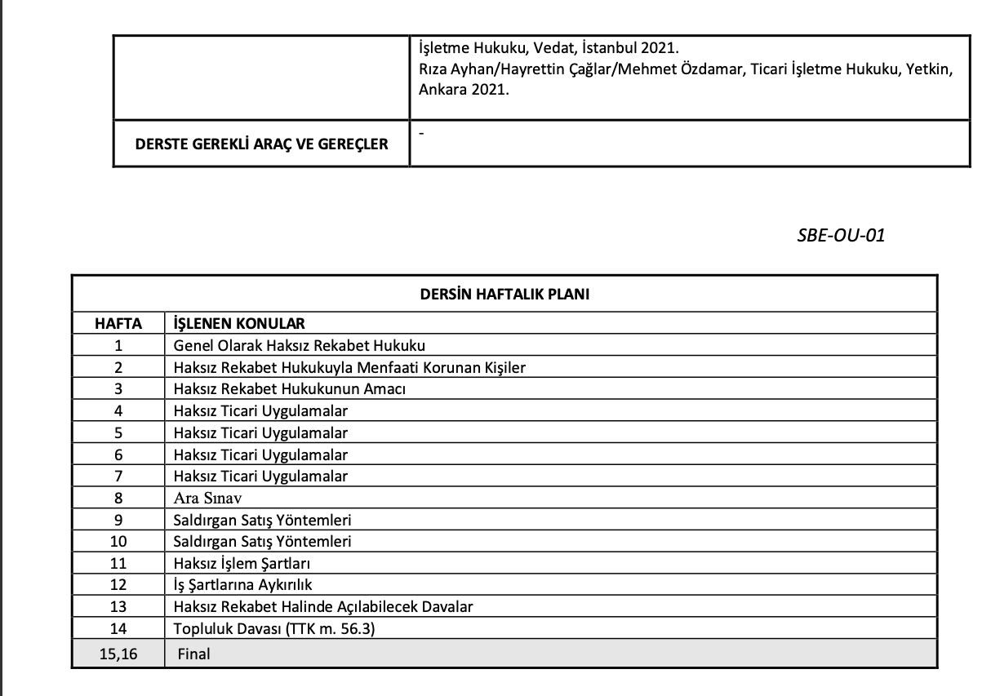 İşletme Hukuku, Vedat, İstanbul 2021.
Rıza Ayhan/Hayrettin Çağlar/Mehmet Özdamar, Ticari İşletme Hukuku, Yetkin,
Ankara 2021.
DERSTE GEREKLİ ARAÇ VE GEREÇLER
-
SBE-OU-01
DERSİN HAFTALIK PLANI
HAFTA İŞLENEN KONULAR
1 Genel Olarak Haksız Rekabet Hukuku
2 Haksız Rekabet Hukukuyla Menfaati Korunan Kişiler
3 Haksız Rekabet Hukukunun Amacı
4 Haksız Ticari Uygulamalar
5 Haksız Ticari Uygulamalar
6 Haksız Ticari Uygulamalar
7 Haksız Ticari Uygulamalar
8 Ara Sınav
9 Saldırgan Satış Yöntemleri
10 Saldırgan Satış Yöntemleri
11 Haksız İşlem Şartları
12 İş Şartlarına Aykırılık
13 Haksız Rekabet Halinde Açılabilecek Davalar
14 Topluluk Davası (TTK m. 56.3)
15,16 Final